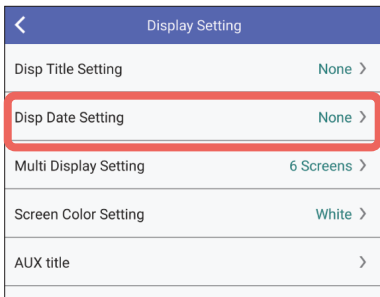 Display Setting
Disp Title Setting None
Disp Date Setting None
Multi Display Setting 6 Screens
Screen Color Setting White
AUX title